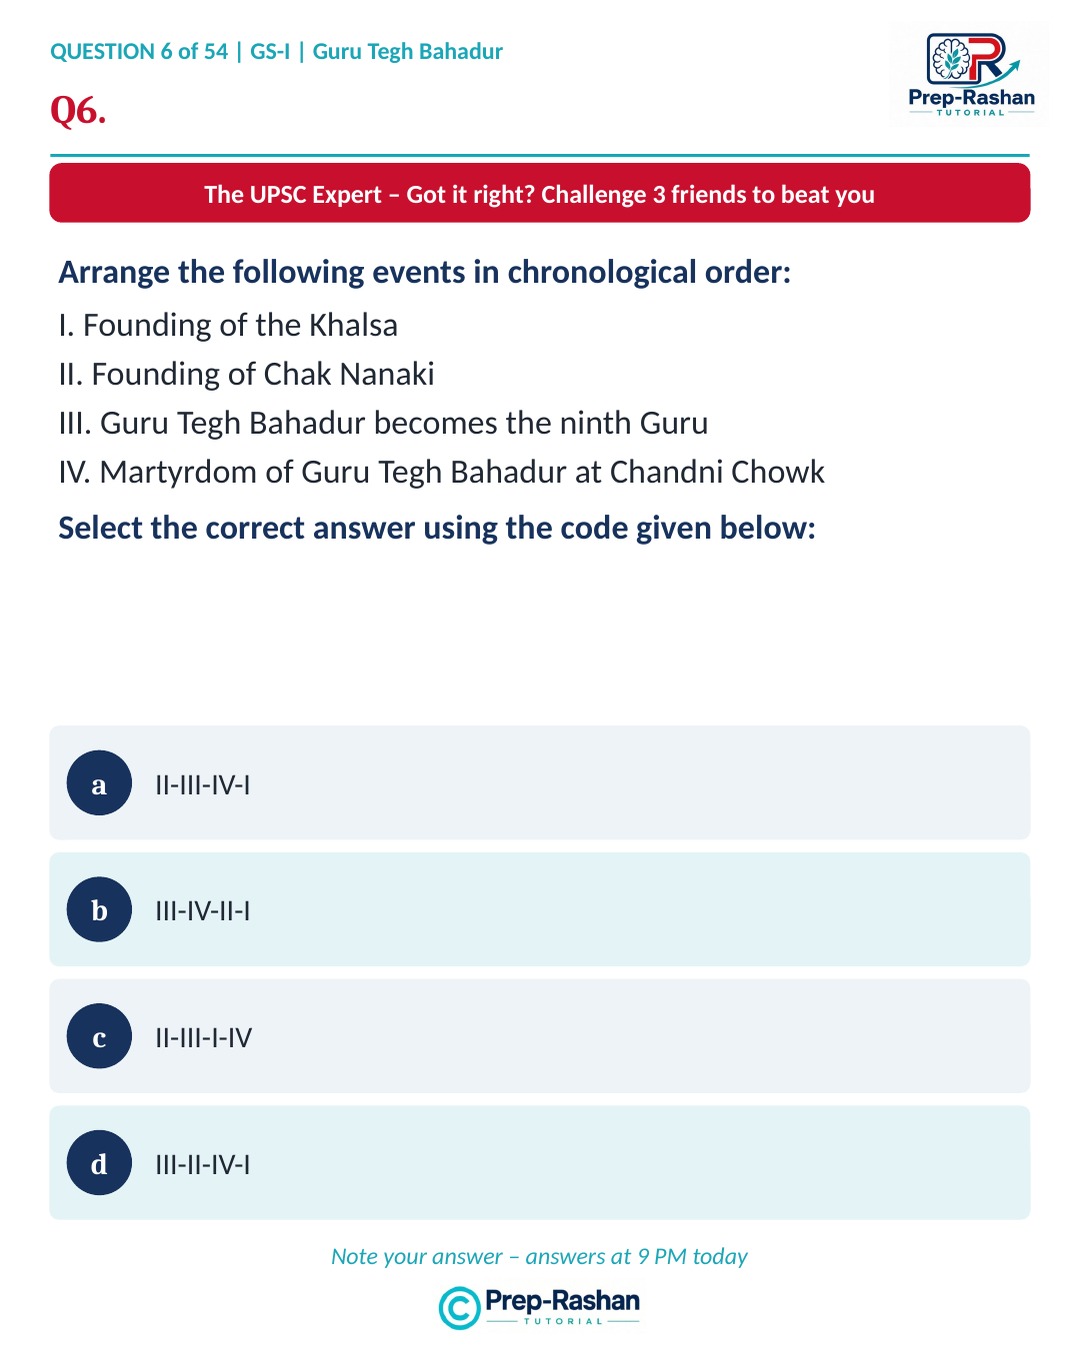 QUESTION 6 of 54 | GS-I | Guru Tegh Bahadur
Prep-Rashan
TUTORIAL
Q6.
The UPSC Expert – Got it right? Challenge 3 friends to beat you
Arrange the following events in chronological order:
I. Founding of the Khalsa
II. Founding of Chak Nanaki
III. Guru Tegh Bahadur becomes the ninth Guru
IV. Martyrdom of Guru Tegh Bahadur at Chandni Chowk
Select the correct answer using the code given below:
a II-III-IV-I
b III-IV-II-I
c II-III-I-IV
d III-II-IV-I
Note your answer – answers at 9 PM today
© Prep-Rashan
TUTORIAL